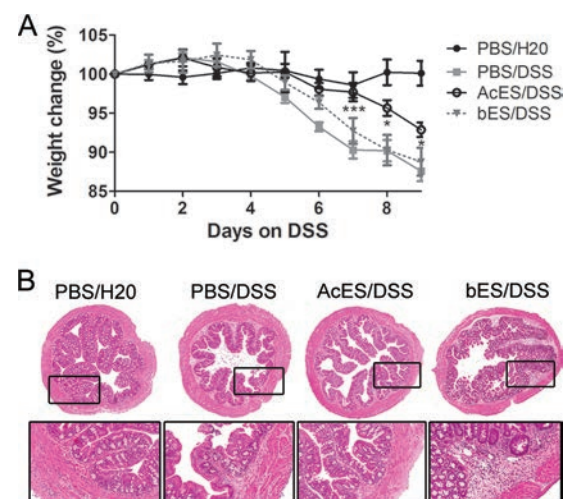 A
Weight change (%)
105
100
95
90
85
0
2
4
6
8
***
*
*
Days on DSS
PBS/H20
PBS/DSS
AcES/DSS
bES/DSS
B
PBS/H20
PBS/DSS
AcES/DSS
bES/DSS